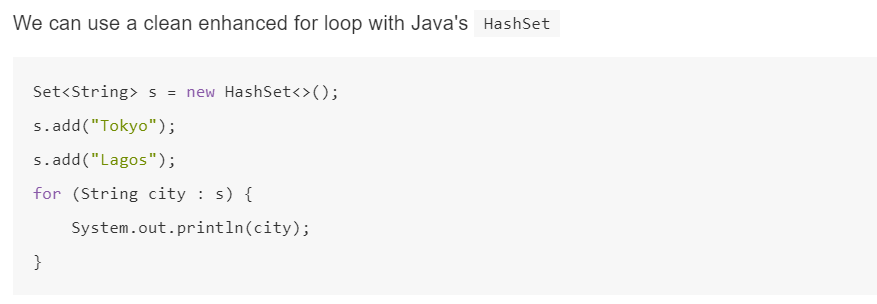 We can use a clean enhanced for loop with Java's HashSet
Set<String> s = new HashSet<>();
s.add("Tokyo");
s.add("Lagos");
for (String city : s) {
    System.out.println(city);
}